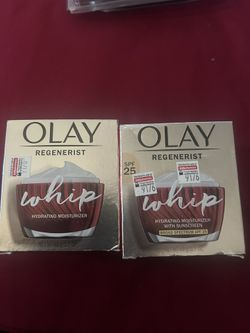 OLAY
REGENERIST
whip
HYDRATING MOISTURIZER
OLAY
REGENERIST
SPF
25
whip
HYDRATING MOISTURIZER
WITH SUNSCREEN
BROAD SPECTRUM SPF 25